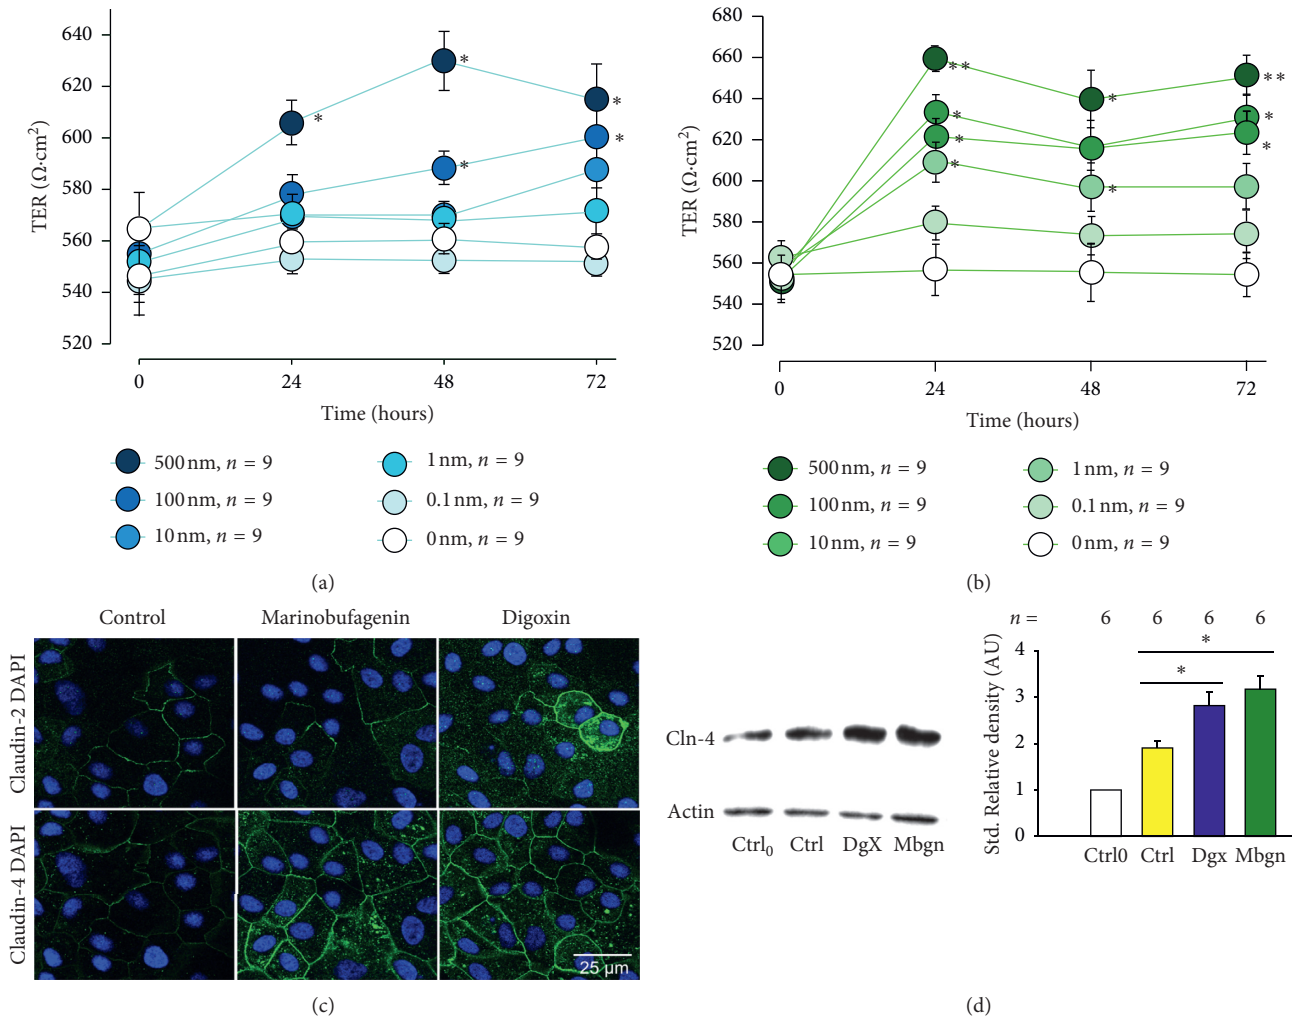 TER (Ω·cm²)
640
620
600
580
560
540
520
*
*
*
*
*
0
24
48
72
Time (hours)
500 nm, n = 9
100 nm, n = 9
10 nm, n = 9
1 nm, n = 9
0.1 nm, n = 9
0 nm, n = 9
(a)
TER (Ω·cm²)
680
660
640
620
600
580
560
540
520
**
*
*
*
*
*
**
*
*
0
24
48
72
Time (hours)
500 nm, n = 9
100 nm, n = 9
10 nm, n = 9
1 nm, n = 9
0.1 nm, n = 9
0 nm, n = 9
(b)
Control
Marinobufagenin
Digoxin
Claudin-2 DAPI
Claudin-4 DAPI
25 μm
(c)
Cln-4
Actin
Ctrl₀ Ctrl DgX Mbgn
n = 6 6 6 6
Std. Relative density (AU)
4
3
2
1
0
*
*
Ctrl0 Ctrl Dgx Mbgn
(d)